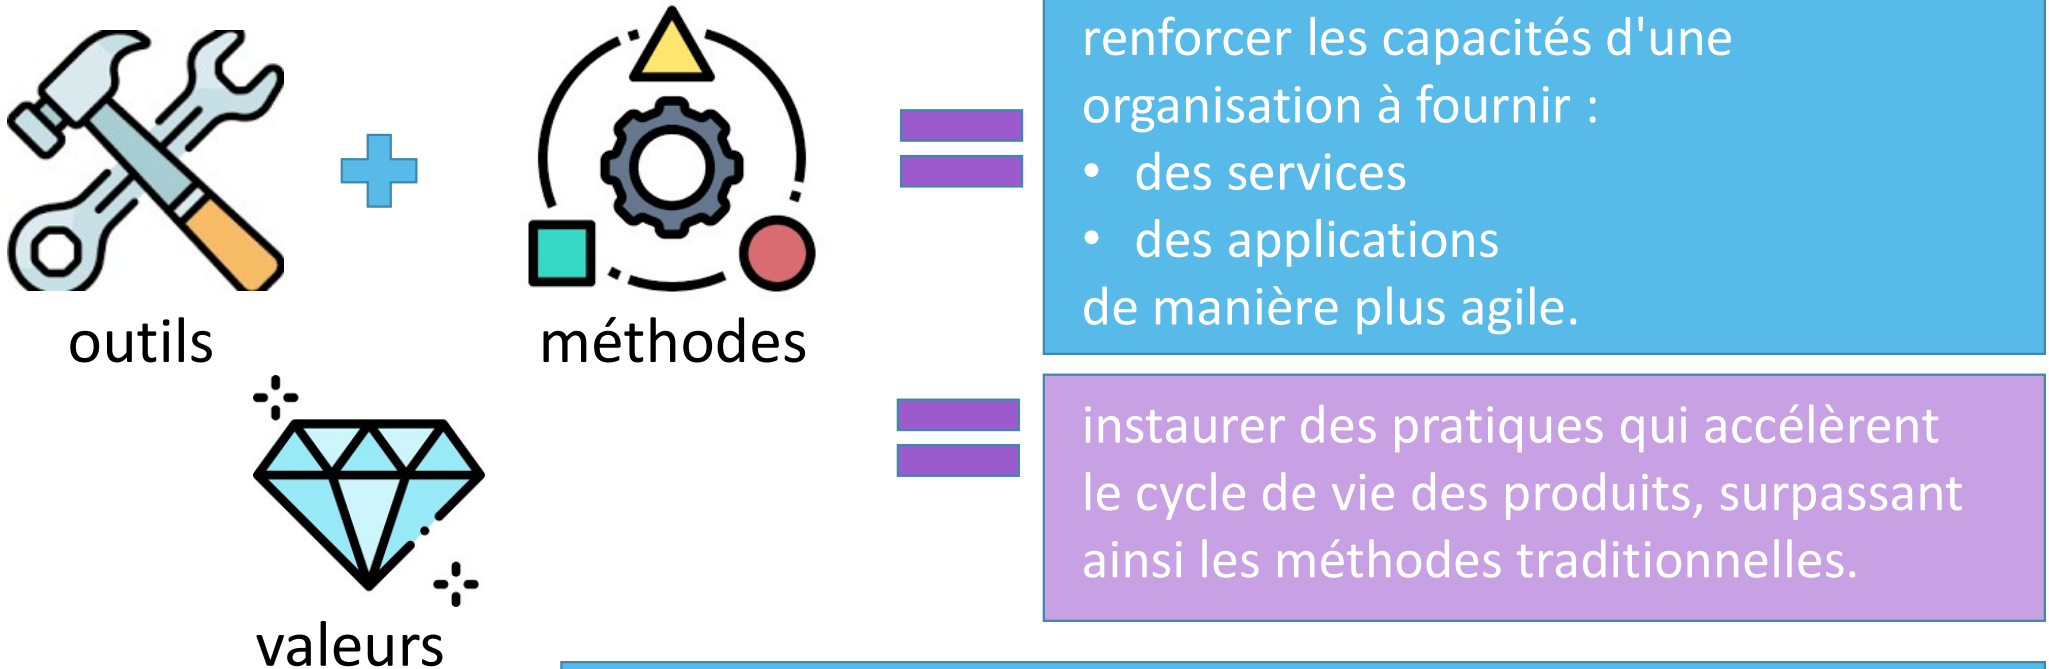 outils
méthodes
valeurs
renforcer les capacités d'une
organisation à fournir :
• des services
• des applications
de manière plus agile.
instaurer des pratiques qui accélèrent
le cycle de vie des produits, surpassant
ainsi les méthodes traditionnelles.